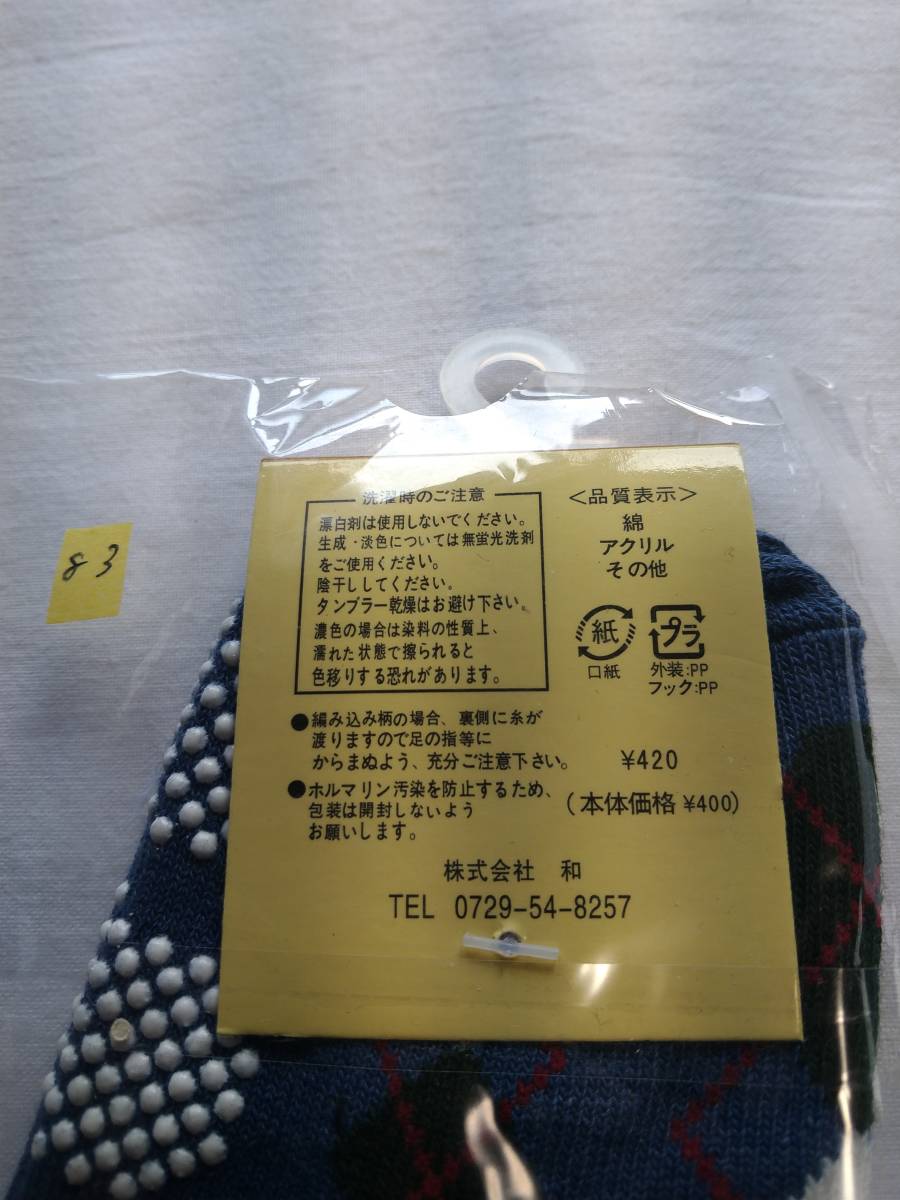 83
洗濯時のご注意
漂白剤は使用しないでください。
生成・淡色については無蛍光洗剤
をご使用ください。
陰干ししてください。
タンブラー乾燥はお避け下さい。
濃色の場合は染料の性質上、
濡れた状態で擦られると
色移りする恐れがあります。
●編み込み柄の場合、裏側に糸が
渡りますので足の指等に
からまぬよう、充分ご注意下さい。
●ホルマリン汚染を防止するため、
包装は開封しないよう
お願いします。
<品質表示>
綿
アクリル
その他
紙
口紙
プラ
外装:PP
フック:PP
¥420
(本体価格 ¥400)
株式会社 和
TEL 0729-54-8257